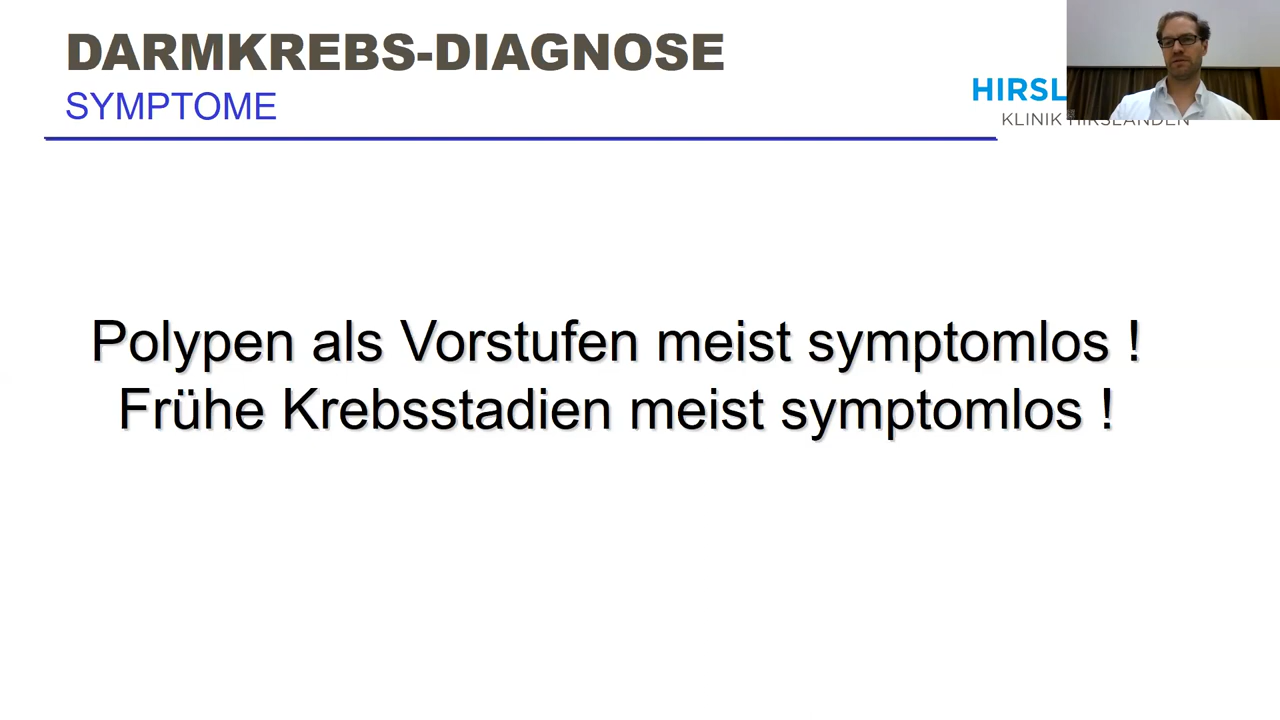 DARMKREBS-DIAGNOSE
SYMPTOME
HIRSL
KLINIK HIRSLANDEN
Polypen als Vorstufen meist symptomlos !
Frühe Krebsstadien meist symptomlos !